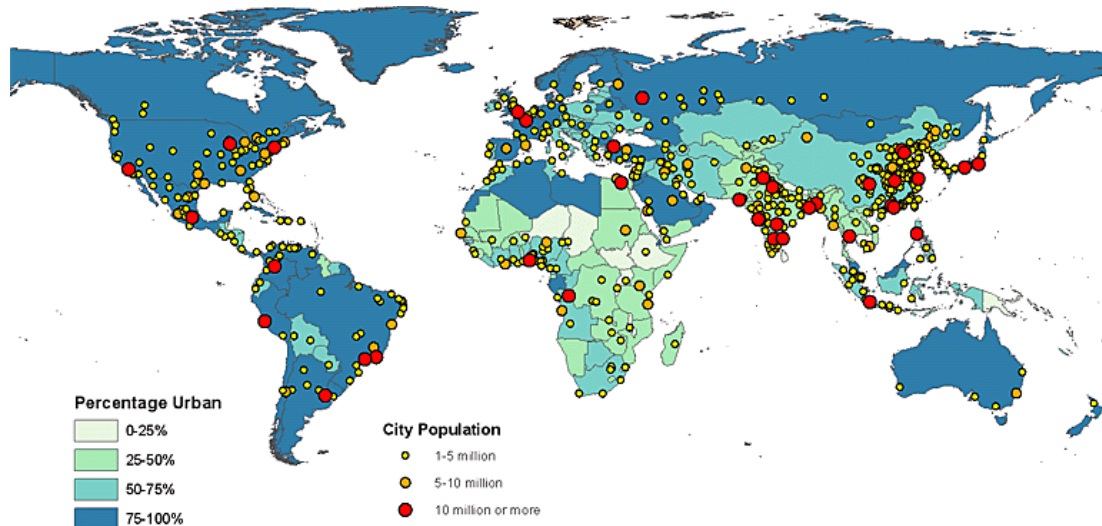 Percentage Urban
0-25%
25-50%
50-75%
75-100%
City Population
1-5 million
5-10 million
10 million or more